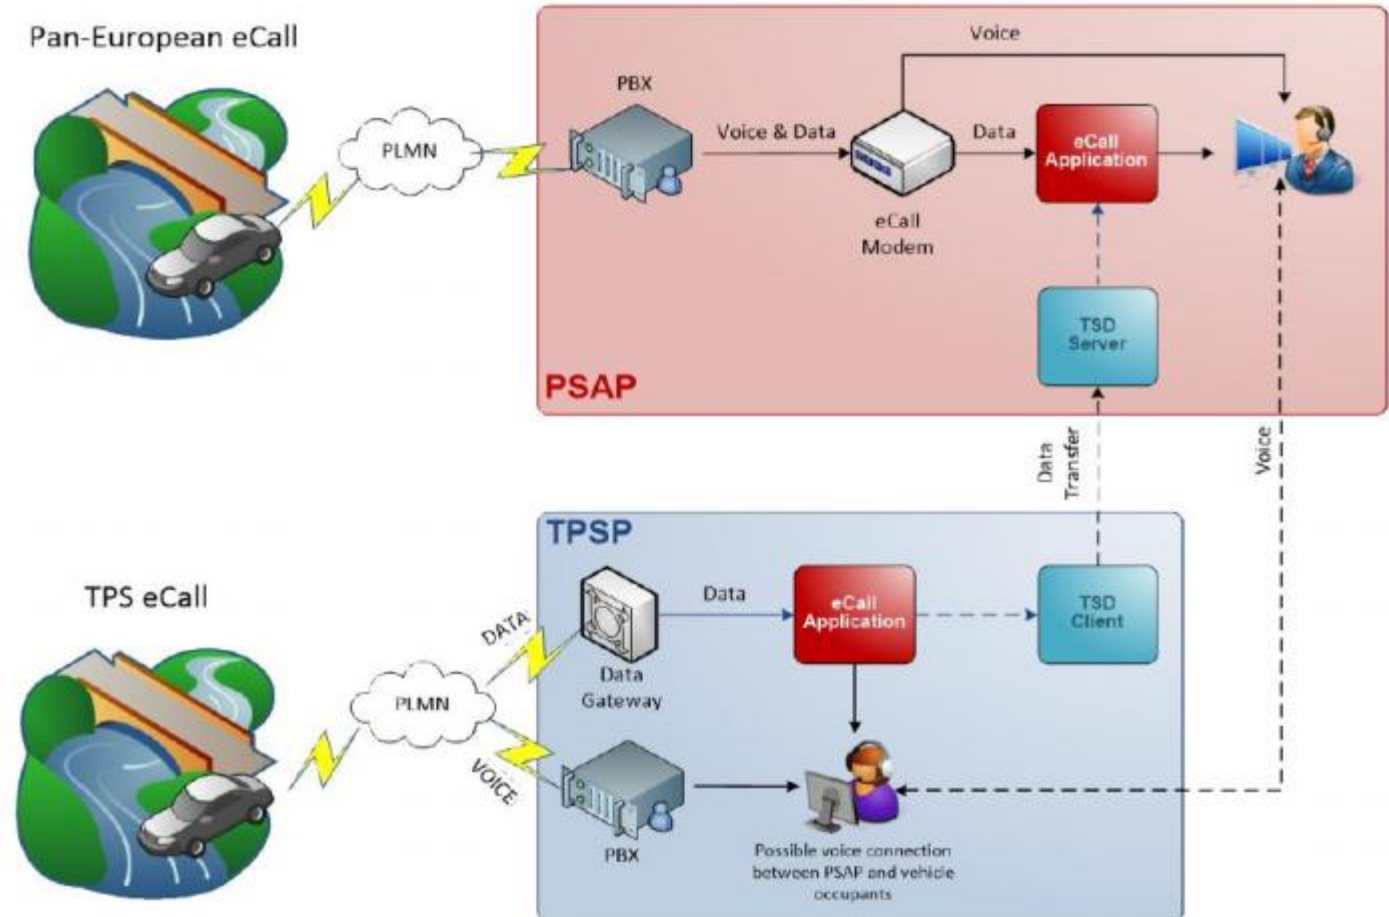 Pan-European eCall
PLMN
PBX
Voice & Data
eCall
Modem
Voice
Data
eCall
Application
TSD
Server
PSAP
Data
Transfer
Voice
TPS eCall
PLMN
DATA
VOICE
TPSP
Data
Gateway
Data
eCall
Application
TSD
Client
PBX
Possible voice connection
between PSAP and vehicle
occupants